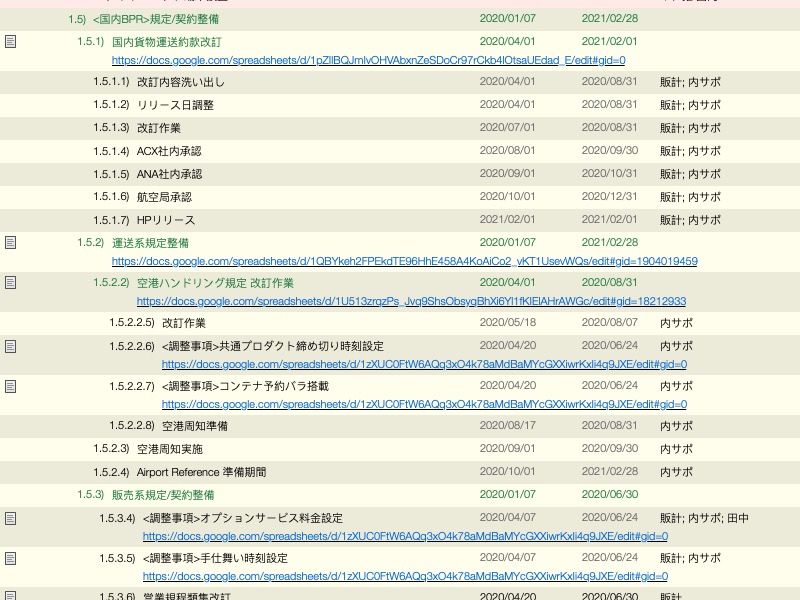 1.5) <国内BPR>規定/契約整備 2020/01/07 2021/02/28
1.5.1) 国内貨物運送約款改訂 2020/04/01 2021/02/01
https://docs.google.com/spreadsheets/d/1pZIlBQJmIvOHVAbxnZeSDoCr97rCkb4lOtsaUEdad_E/edit#gid=0
1.5.1.1) 改訂内容洗い出し 2020/04/01 2020/08/31 販計; 内サポ
1.5.1.2) リリース日調整 2020/04/01 2020/08/31 販計; 内サポ
1.5.1.3) 改訂作業 2020/07/01 2020/08/31 販計; 内サポ
1.5.1.4) ACX社内承認 2020/08/01 2020/09/30 販計; 内サポ
1.5.1.5) ANA社内承認 2020/09/01 2020/10/31 販計; 内サポ
1.5.1.6) 航空局承認 2020/10/01 2020/12/31 販計; 内サポ
1.5.1.7) HPリリース 2021/02/01 2021/02/01 販計; 内サポ
1.5.2) 運送系規定整備 2020/01/07 2021/02/28
https://docs.google.com/spreadsheets/d/1QBYkeh2FPEkdTE96HhE458A4KoAiCo2_vKT1UsevWQs/edit#gid=1904019459
1.5.2.2) 空港ハンドリング規定 改訂作業 2020/04/01 2020/08/31
https://docs.google.com/spreadsheets/d/1U513zrqzPs_Jvq9ShsObsygBhXi6Yl1fKlElAHrAWGc/edit#gid=18212933
1.5.2.2.5) 改訂作業 2020/05/18 2020/08/07 内サポ
1.5.2.2.6) <調整事項>共通プロダクト締め切り時刻設定 2020/04/20 2020/06/24 内サポ
https://docs.google.com/spreadsheets/d/1zXUC0FtW6AQq3xO4k78aMdBaMYcGXXiwrKxli4q9JXE/edit#gid=0
1.5.2.2.7) <調整事項>コンテナ予約バラ搭載 2020/04/20 2020/06/24 内サポ
https://docs.google.com/spreadsheets/d/1zXUC0FtW6AQq3xO4k78aMdBaMYcGXXiwrKxli4q9JXE/edit#gid=0
1.5.2.2.8) 空港周知準備 2020/08/17 2020/08/31 内サポ
1.5.2.3) 空港周知実施 2020/09/01 2020/09/30 内サポ
1.5.2.4) Airport Reference 準備期間 2020/10/01 2021/02/28 内サポ
1.5.3) 販売系規定/契約整備 2020/01/07 2020/06/30
1.5.3.4) <調整事項>オプションサービス料金設定 2020/04/07 2020/06/24 販計; 内サポ; 田中
https://docs.google.com/spreadsheets/d/1zXUC0FtW6AQq3xO4k78aMdBaMYcGXXiwrKxli4q9JXE/edit#gid=0
1.5.3.5) <調整事項>手仕舞い時刻設定 2020/04/07 2020/06/24 販計; 内サポ
https://docs.google.com/spreadsheets/d/1zXUC0FtW6AQq3xO4k78aMdBaMYcGXXiwrKxli4q9JXE/edit#gid=0
1.5.3.6) 営業規程類集改訂 2020/04/20 2020/06/30 販計